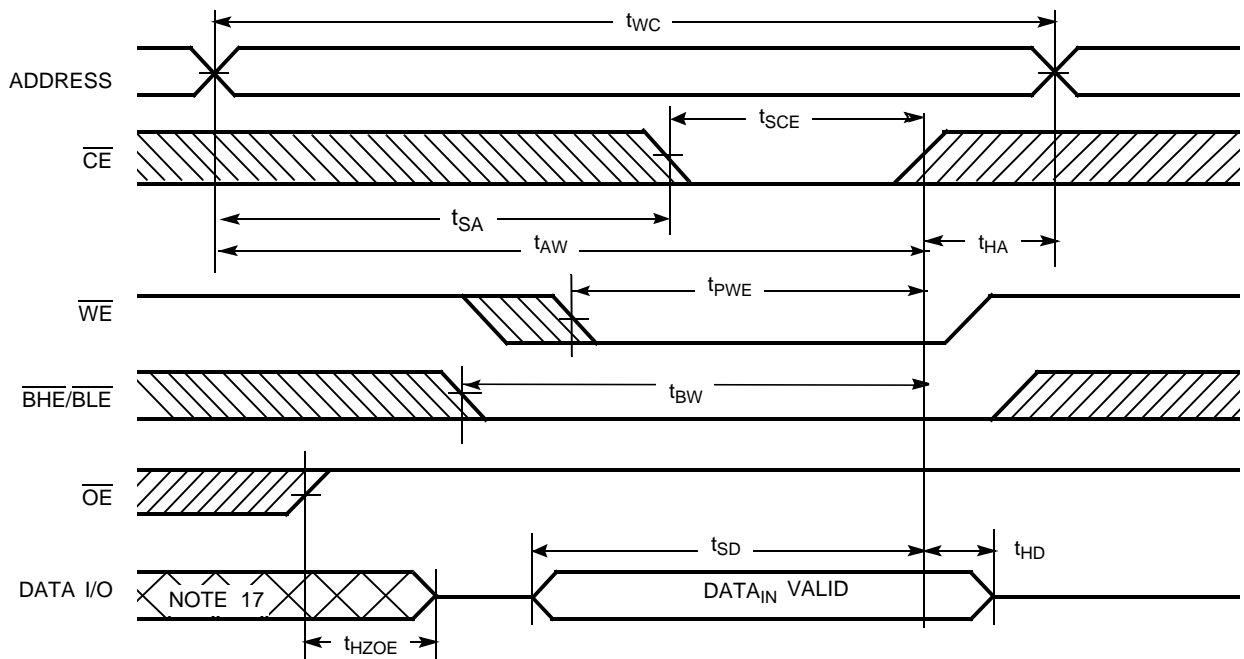 tWC
ADDRESS
tSCE
CE
tSA
tAW
tHA
tPWE
WE
tBW
BHE/BLE
OE
tSD
tHD
DATA I/O
NOTE 17
DATAIN VALID
tHZOE